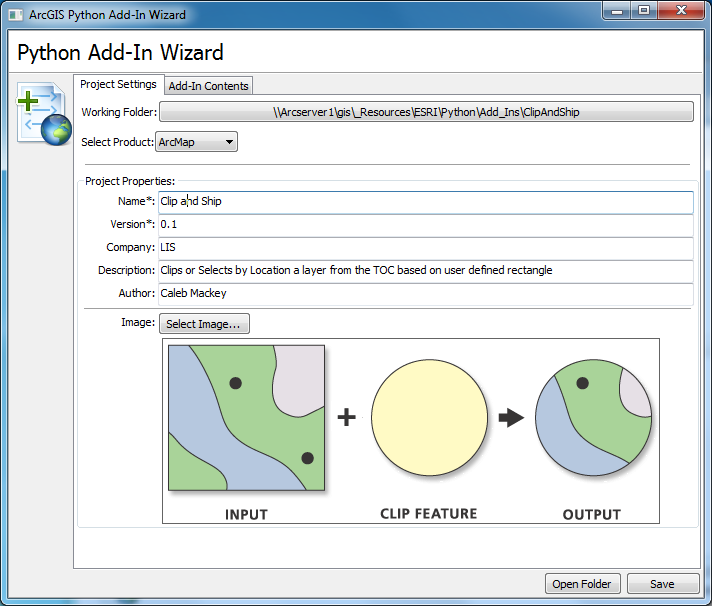 ArcGIS Python Add-In Wizard
Python Add-In Wizard
Project Settings Add-In Contents
Working Folder: \\Arcserver1\gis\_Resources\ESRI\Python\Add_Ins\ClipAndShip
Select Product: ArcMap
Project Properties:
Name*: Clip and Ship
Version*: 0.1
Company: LIS
Description: Clips or Selects by Location a layer from the TOC based on user defined rectangle
Author: Caleb Mackey
Image: Select Image...
INPUT CLIP FEATURE OUTPUT
Open Folder Save